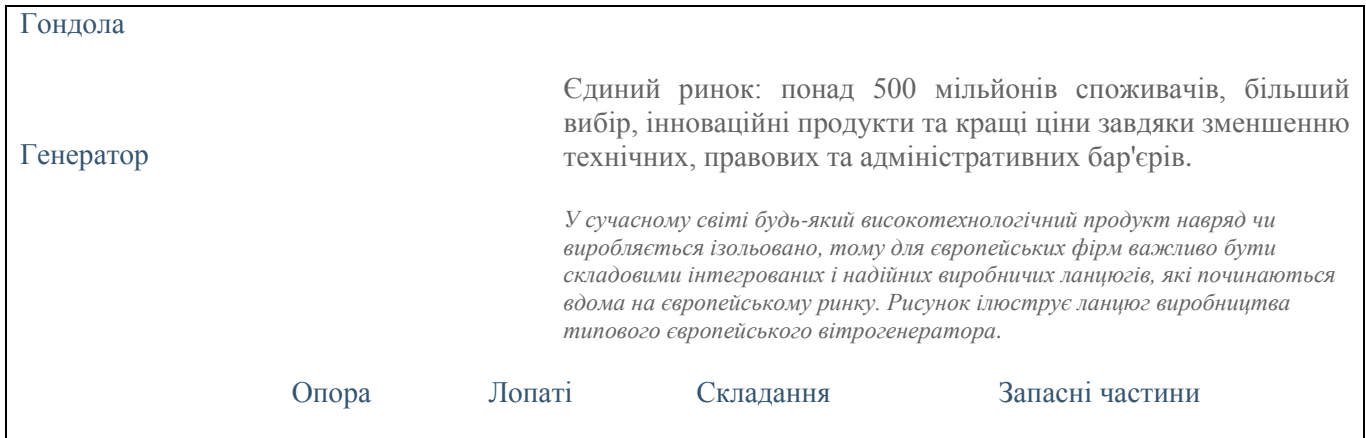 Гондола
Єдиний ринок: понад 500 мільйонів споживачів, більший
вибір, інноваційні продукти та кращі ціни завдяки зменшенню
Генератор
технічних, правових та адміністративних бар'єрів.
У сучасному світі будь-який високотехнологічний продукт навряд чи
виробляється ізольовано, тому для європейських фірм важливо бути
складовими інтегрованих і надійних виробничих ланцюгів, які починаються
вдома на європейському ринку. Рисунок ілюструє ланцюг виробництва
типового європейського вітрогенератора.
Опора Лопаті Складання Запасні частини